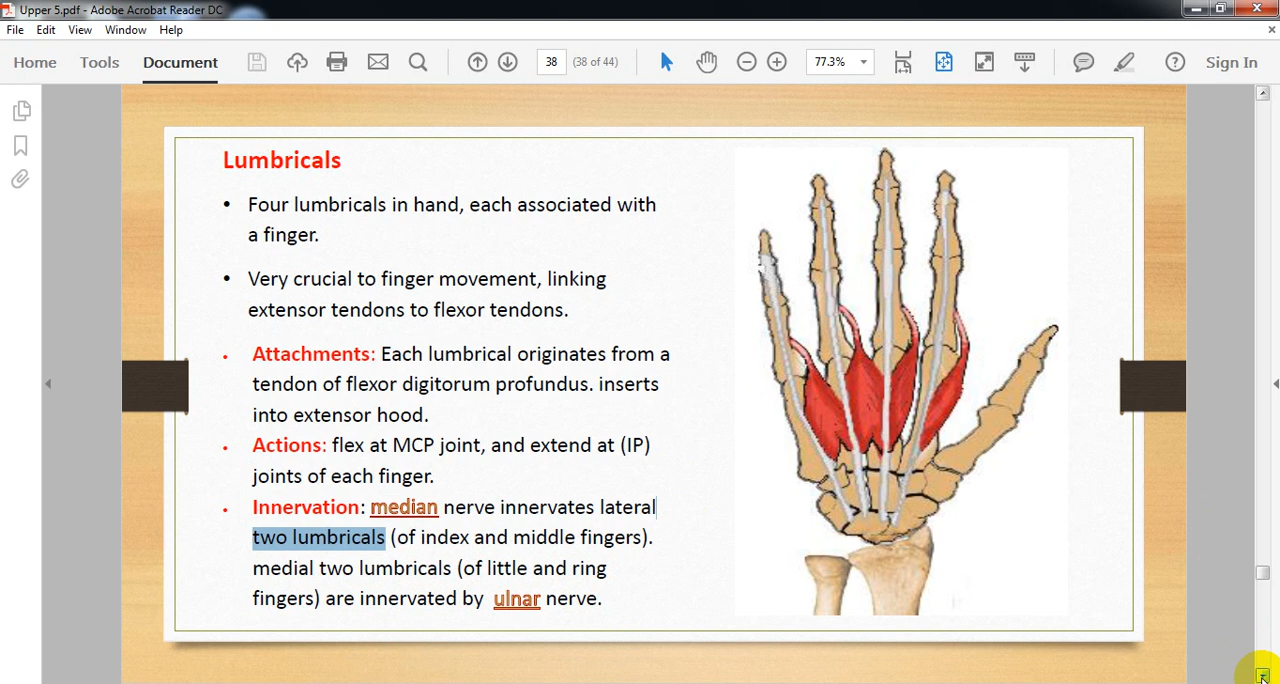 Upper 5.pdf - Adobe Acrobat Reader DC
File Edit View Window Help
Home Tools Document 38 (38 of 44) 77.3% Sign In
Lumbricals
• Four lumbricals in hand, each associated with
a finger.
• Very crucial to finger movement, linking
extensor tendons to flexor tendons.
• Attachments: Each lumbrical originates from a
tendon of flexor digitorum profundus. inserts
into extensor hood.
• Actions: flex at MCP joint, and extend at (IP)
joints of each finger.
• Innervation: median nerve innervates lateral
two lumbricals (of index and middle fingers).
medial two lumbricals (of little and ring
fingers) are innervated by ulnar nerve.